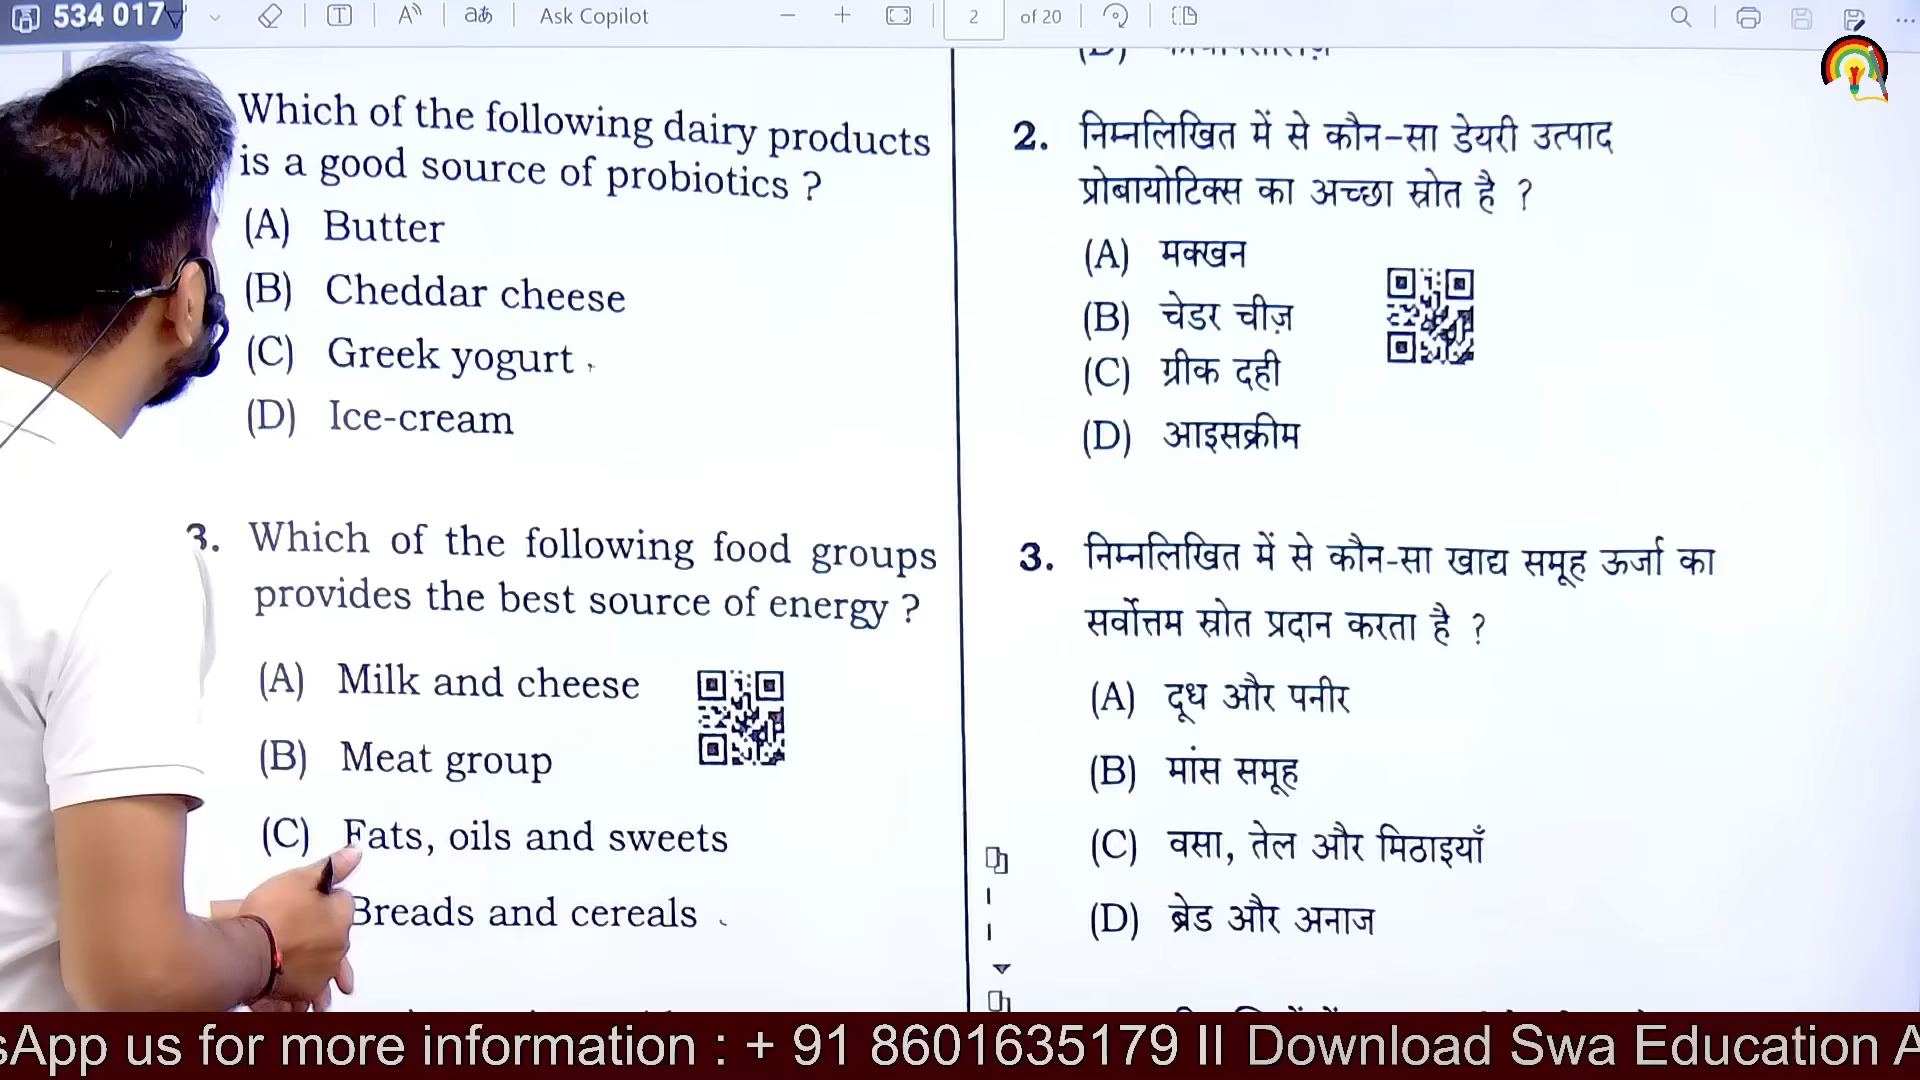 534 017
Ask Copilot
2 of 20
Which of the following dairy products
is a good source of probiotics ?
(A) Butter
(B) Cheddar cheese
(C) Greek yogurt
(D) Ice-cream
3. Which of the following food groups
provides the best source of energy ?
(A) Milk and cheese
(B) Meat group
(C) Fats, oils and sweets
Breads and cereals
2. निम्नलिखित में से कौन-सा डेयरी उत्पाद
प्रोबायोटिक्स का अच्छा स्रोत है ?
(A) मक्खन
(B) चेडर चीज़
(C) ग्रीक दही
(D) आइसक्रीम
3. निम्नलिखित में से कौन-सा खाद्य समूह ऊर्जा का
सर्वोत्तम स्रोत प्रदान करता है ?
(A) दूध और पनीर
(B) मांस समूह
(C) वसा, तेल और मिठाइयाँ
(D) ब्रेड और अनाज
sApp us for more information : + 91 8601635179 II Download Swa Education A